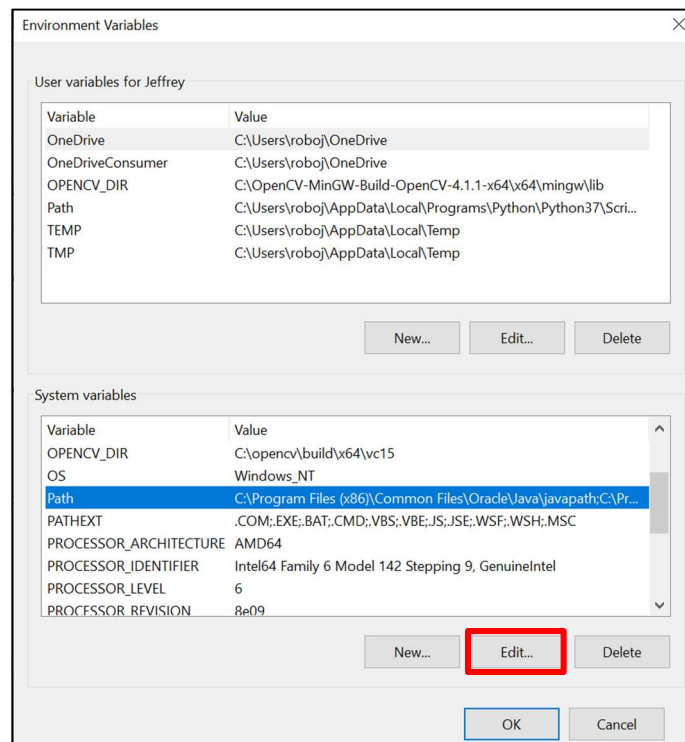 Environment Variables
User variables for Jeffrey
Variable Value
OneDrive C:\Users\roboj\OneDrive
OneDriveConsumer C:\Users\roboj\OneDrive
OPENCV_DIR C:\OpenCV-MinGW-Build-OpenCV-4.1.1-x64\x64\mingw\lib
Path C:\Users\roboj\AppData\Local\Programs\Python\Python37\Scri...
TEMP C:\Users\roboj\AppData\Local\Temp
TMP C:\Users\roboj\AppData\Local\Temp
New... Edit... Delete
System variables
Variable Value
OPENCV_DIR C:\opencv\build\x64\vc15
OS Windows_NT
Path C:\Program Files (x86)\Common Files\Oracle\Java\javapath;C:\Pr...
PATHEXT .COM;.EXE;.BAT;.CMD;.VBS;.VBE;.JS;.JSE;.WSF;.WSH;.MSC
PROCESSOR_ARCHITECTURE AMD64
PROCESSOR_IDENTIFIER Intel64 Family 6 Model 142 Stepping 9, GenuineIntel
PROCESSOR_LEVEL 6
PROCESSOR_REVISION 8e09
New... Edit... Delete
OK Cancel